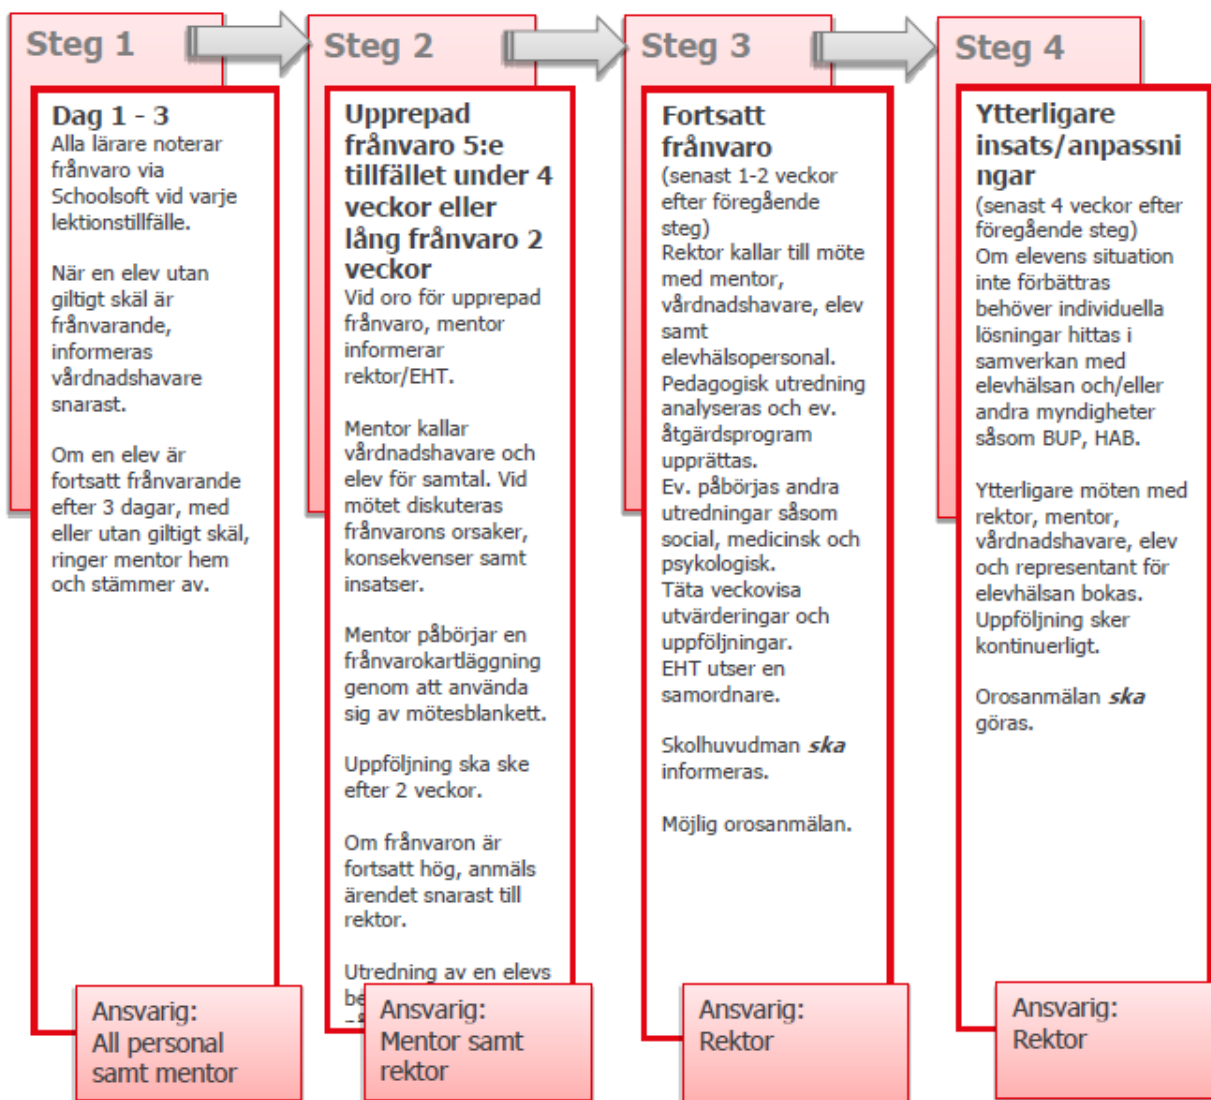 Steg 1
Dag 1 - 3
Alla lärare noterar
frånvaro via
Schoolsoft vid varje
lektionstillfälle.
När en elev utan
giltigt skäl är
frånvarande,
informeras
vårdnadshavare
snarast.
Om en elev är
fortsatt frånvarande
efter 3 dagar, med
eller utan giltigt skäl,
ringer mentor hem
och stämmer av.
Ansvarig:
All personal
samt mentor
Steg 2
Upprepad
frånvaro 5:e
tillfället under 4
veckor eller
lång frånvaro 2
veckor
Vid oro för upprepad
frånvaro, mentor
informerar
rektor/EHT.
Mentor kallar
vårdnadshavare och
elev för samtal. Vid
mötet diskuteras
frånvarons orsaker,
konsekvenser samt
insatser.
Mentor påbörjar en
frånvarokartläggning
genom att använda
sig av mötesblankett.
Uppföljning ska ske
efter 2 veckor.
Om frånvaron är
fortsatt hög, anmäls
ärendet snarast till
rektor.
Utredning av en elevs
Ansvarig:
Mentor samt
rektor
Steg 3
Fortsatt
frånvaro
(senast 1-2 veckor
efter föregående
steg)
Rektor kallar till möte
med mentor,
vårdnadshavare, elev
samt
elevhälsopersonal.
Pedagogisk utredning
analyseras och ev.
åtgärdsprogram
upprättas.
Ev. påbörjas andra
utredningar såsom
social, medicinsk och
psykologisk.
Täta veckovisa
utvärderingar och
uppföljningar.
EHT utser en
samordnare.
Skolhuvudman ska
informeras.
Möjlig orosanmälan.
Ansvarig:
Rektor
Steg 4
Ytterligare
insats/anpassni
ngar
(senast 4 veckor efter
föregående steg)
Om elevens situation
inte förbättras
behöver individuella
lösningar hittas i
samverkan med
elevhälsan och/eller
andra myndigheter
såsom BUP, HAB.
Ytterligare möten med
rektor, mentor,
vårdnadshavare, elev
och representant för
elevhälsan bokas.
Uppföljning sker
kontinuerligt.
Orosanmälan ska
göras.
Ansvarig:
Rektor